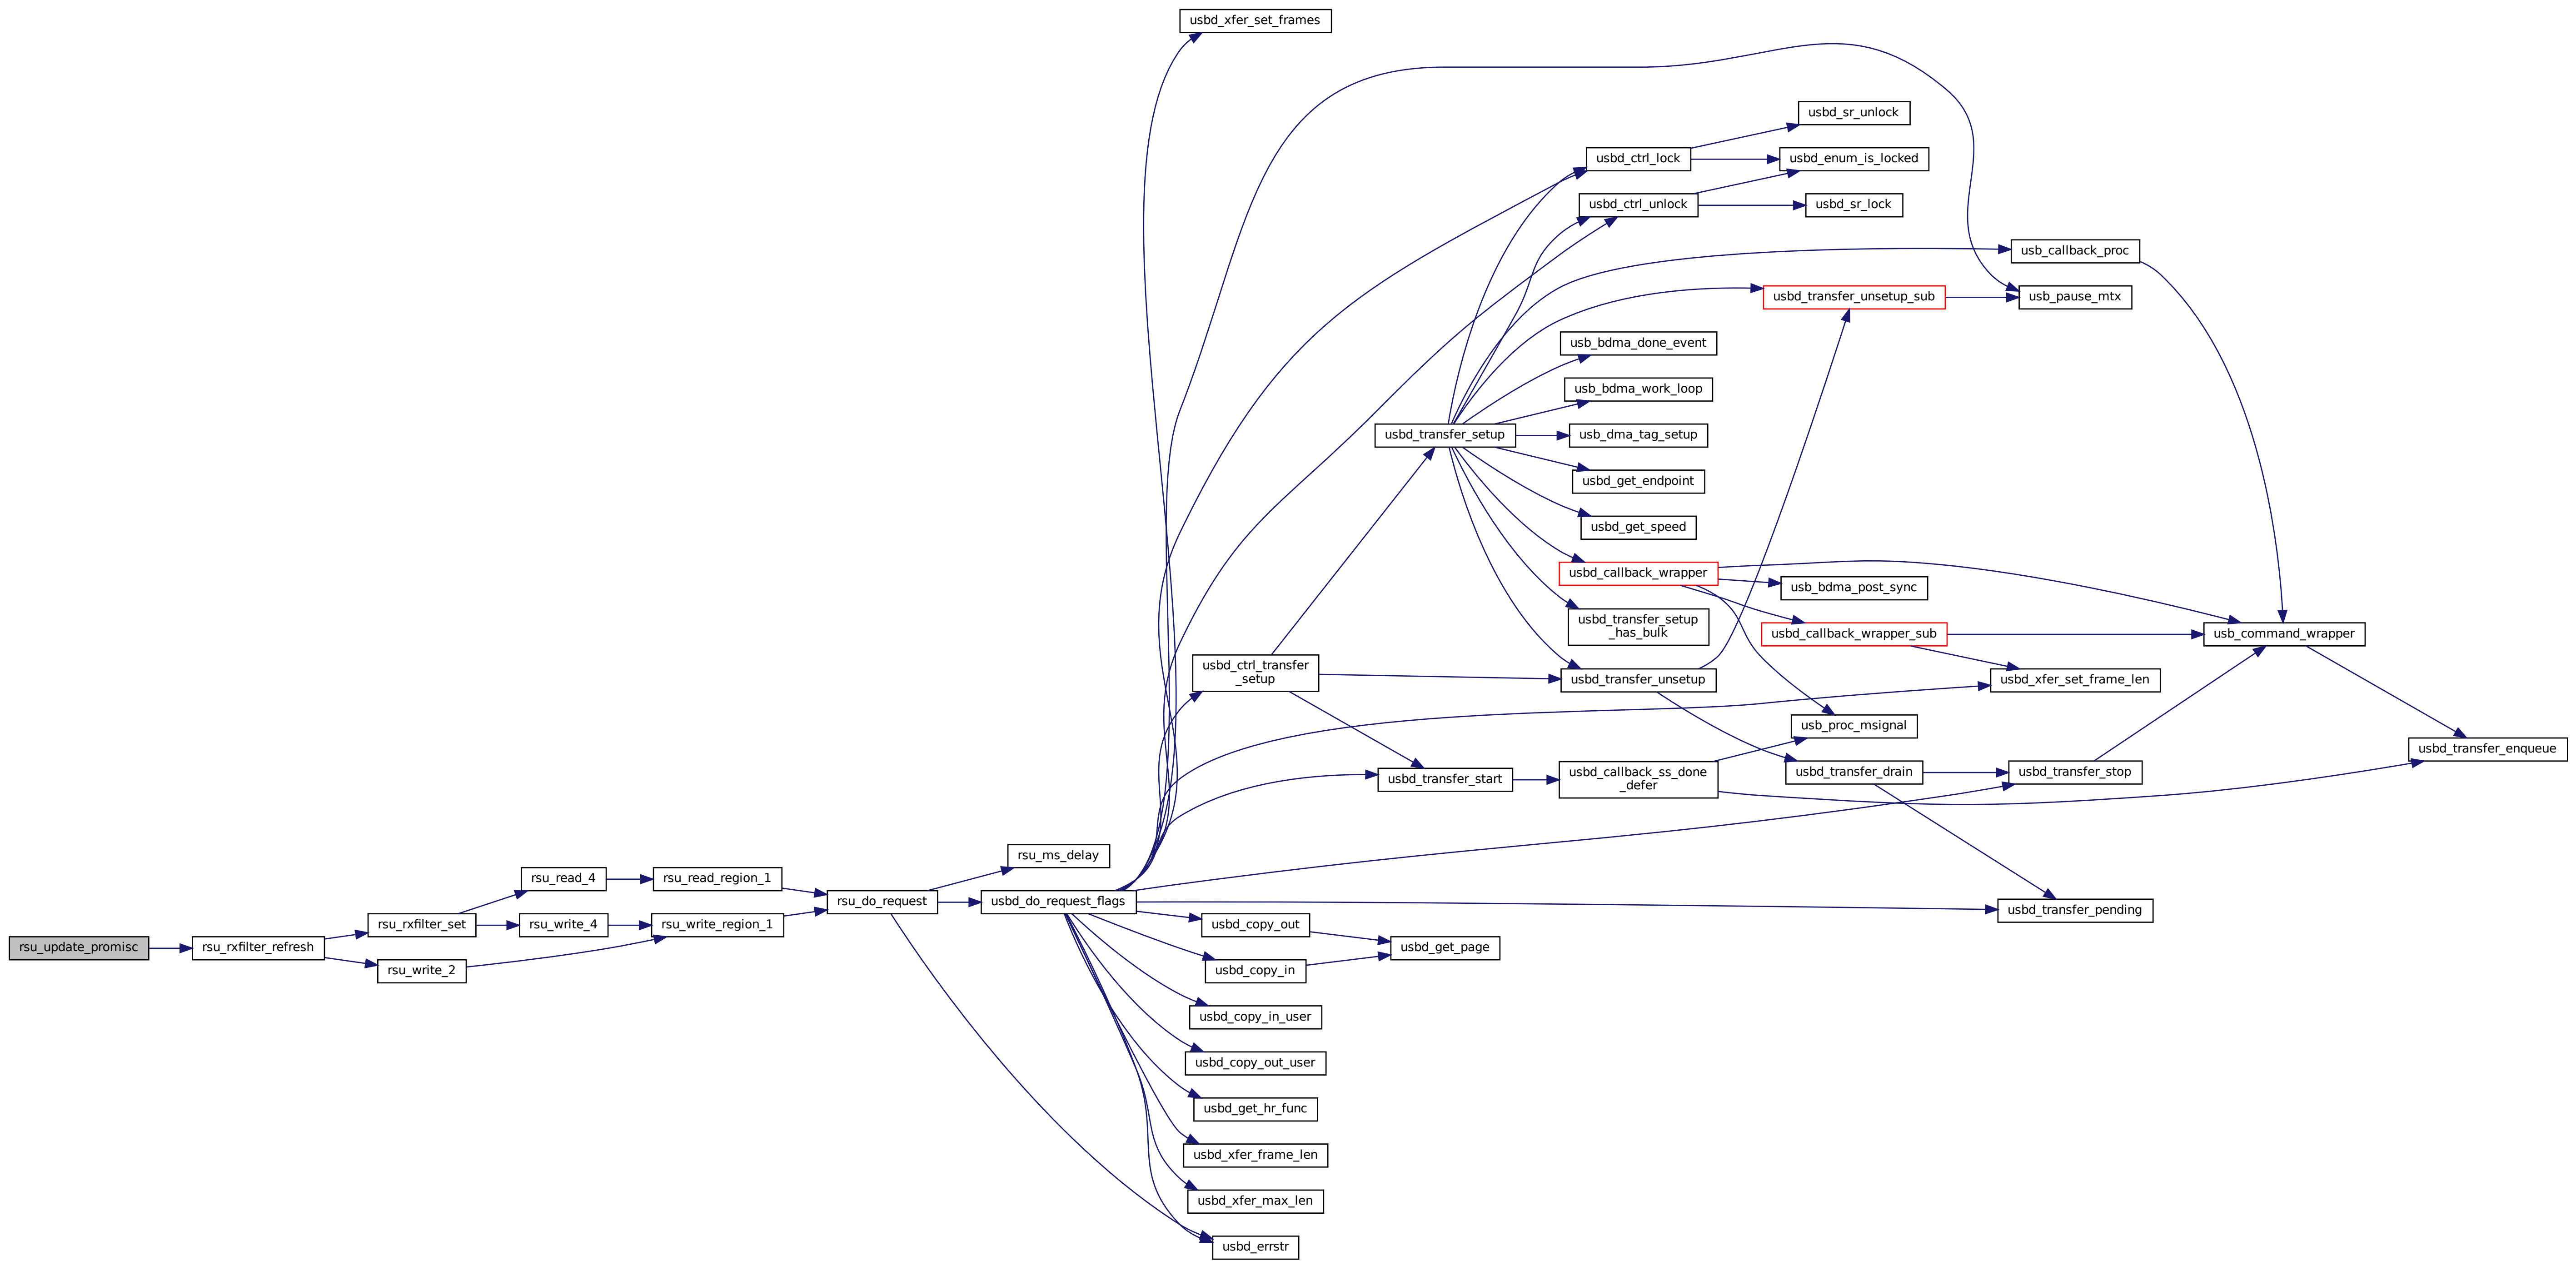 usbd_xfer_set_frames
usbd_sr_unlock
usbd_ctrl_lock
usbd_enum_is_locked
usbd_ctrl_unlock
usbd_sr_lock
usb_callback_proc
usbd_transfer_unsetup_sub
usb_pause_mtx
usb_bdma_done_event
usb_bdma_work_loop
usbd_transfer_setup
usb_dma_tag_setup
usbd_get_endpoint
usbd_get_speed
usbd_callback_wrapper
usb_bdma_post_sync
usbd_transfer_setup
_has_bulk
usbd_callback_wrapper_sub
usb_command_wrapper
usbd_ctrl_transfer
_setup
usbd_transfer_unsetup
usbd_xfer_set_frame_len
usb_proc_msignal
usbd_transfer_enqueue
usbd_transfer_start
usbd_callback_ss_done
_defer
usbd_transfer_drain
usbd_transfer_stop
rsu_ms_delay
rsu_read_4
rsu_read_region_1
rsu_do_request
usbd_do_request_flags
usbd_transfer_pending
rsu_rxfilter_set
rsu_write_4
rsu_write_region_1
usbd_copy_out
rsu_update_promisc
rsu_rxfilter_refresh
usbd_get_page
rsu_write_2
usbd_copy_in
usbd_copy_in_user
usbd_copy_out_user
usbd_get_hr_func
usbd_xfer_frame_len
usbd_xfer_max_len
usbd_errstr